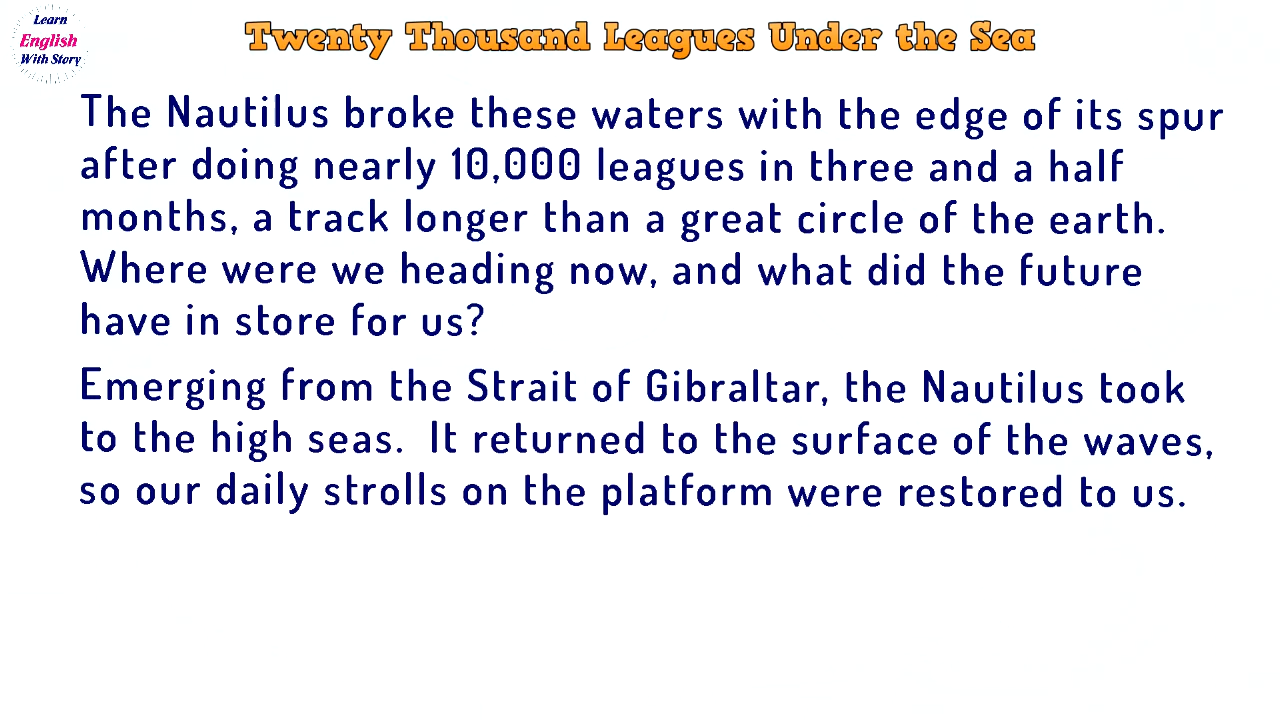 Learn
English
With Story
Twenty Thousand Leagues Under the Sea
The Nautilus broke these waters with the edge of its spur
after doing nearly 10,000 leagues in three and a half
months, a track longer than a great circle of the earth.
Where were we heading now, and what did the future
have in store for us?
Emerging from the Strait of Gibraltar, the Nautilus took
to the high seas.  It returned to the surface of the waves,
so our daily strolls on the platform were restored to us.